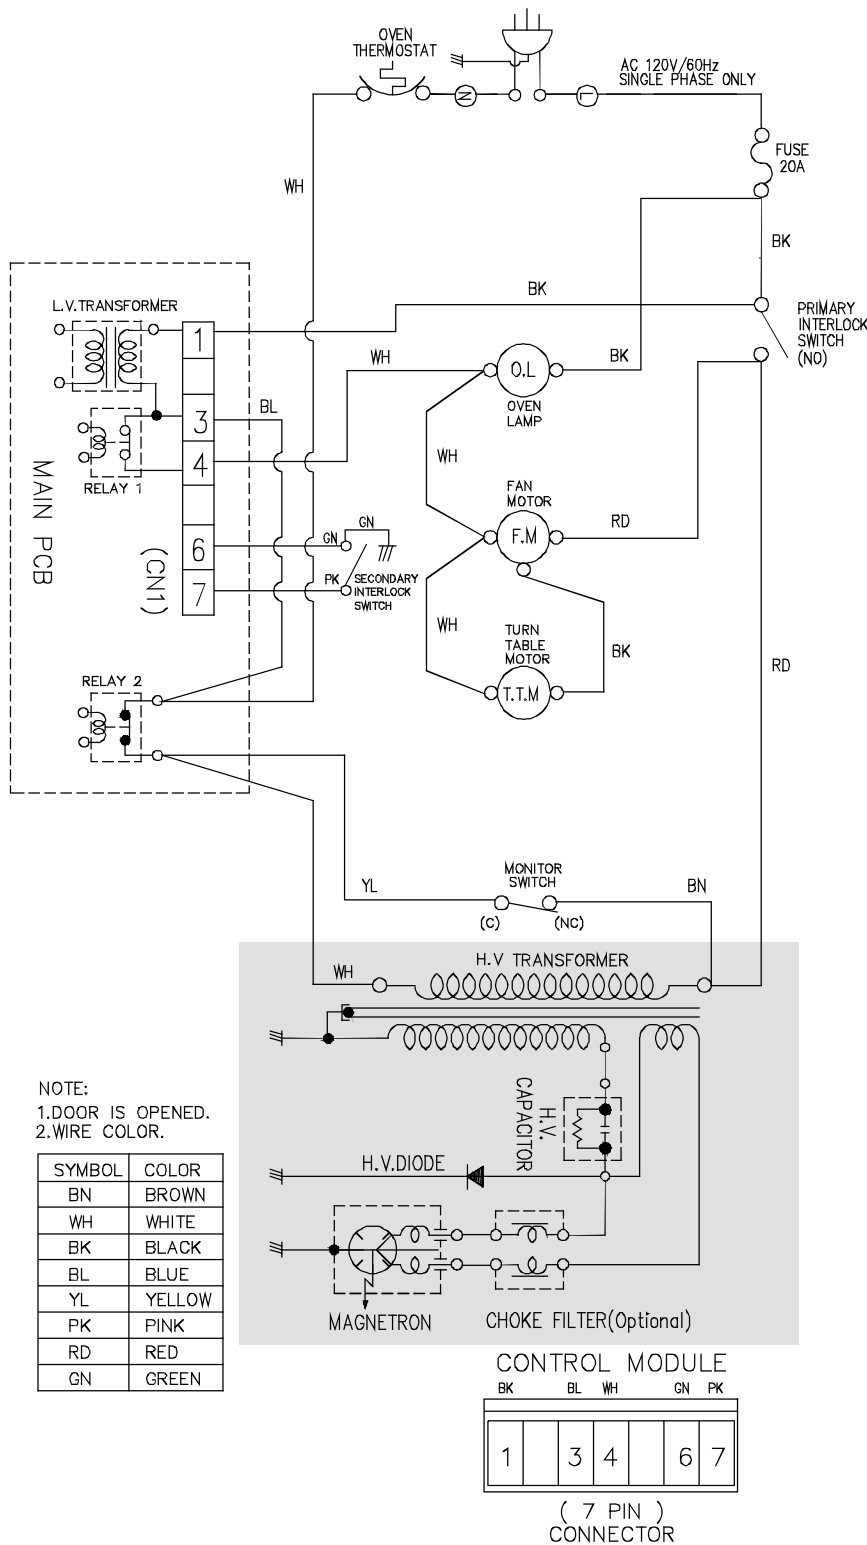 OVEN
THERMOSTAT
AC 120V/60Hz
SINGLE PHASE ONLY
N
L
FUSE
20A
WH
BK
BK
PRIMARY
INTERLOCK
SWITCH
(NO)
L.V.TRANSFORMER
1
WH
O.L
BK
OVEN
LAMP
BL
3
RELAY 1
4
WH
MAIN PCB
(CN1)
FAN
MOTOR
F.M
RD
GN
GN
6
PK
7
SECONDARY
INTERLOCK
SWITCH
WH
TURN
TABLE
MOTOR
T.T.M
BK
RD
RELAY 2
MONITOR
SWITCH
YL
BN
(C)
(NC)
H.V TRANSFORMER
WH
H.V.
CAPACITOR
H.V.DIODE
MAGNETRON
CHOKE FILTER(Optional)
NOTE:
1.DOOR IS OPENED.
2.WIRE COLOR.
SYMBOL COLOR
BN BROWN
WH WHITE
BK BLACK
BL BLUE
YL YELLOW
PK PINK
RD RED
GN GREEN
CONTROL MODULE
BK BL WH GN PK
1 3 4 6 7
( 7 PIN )
CONNECTOR